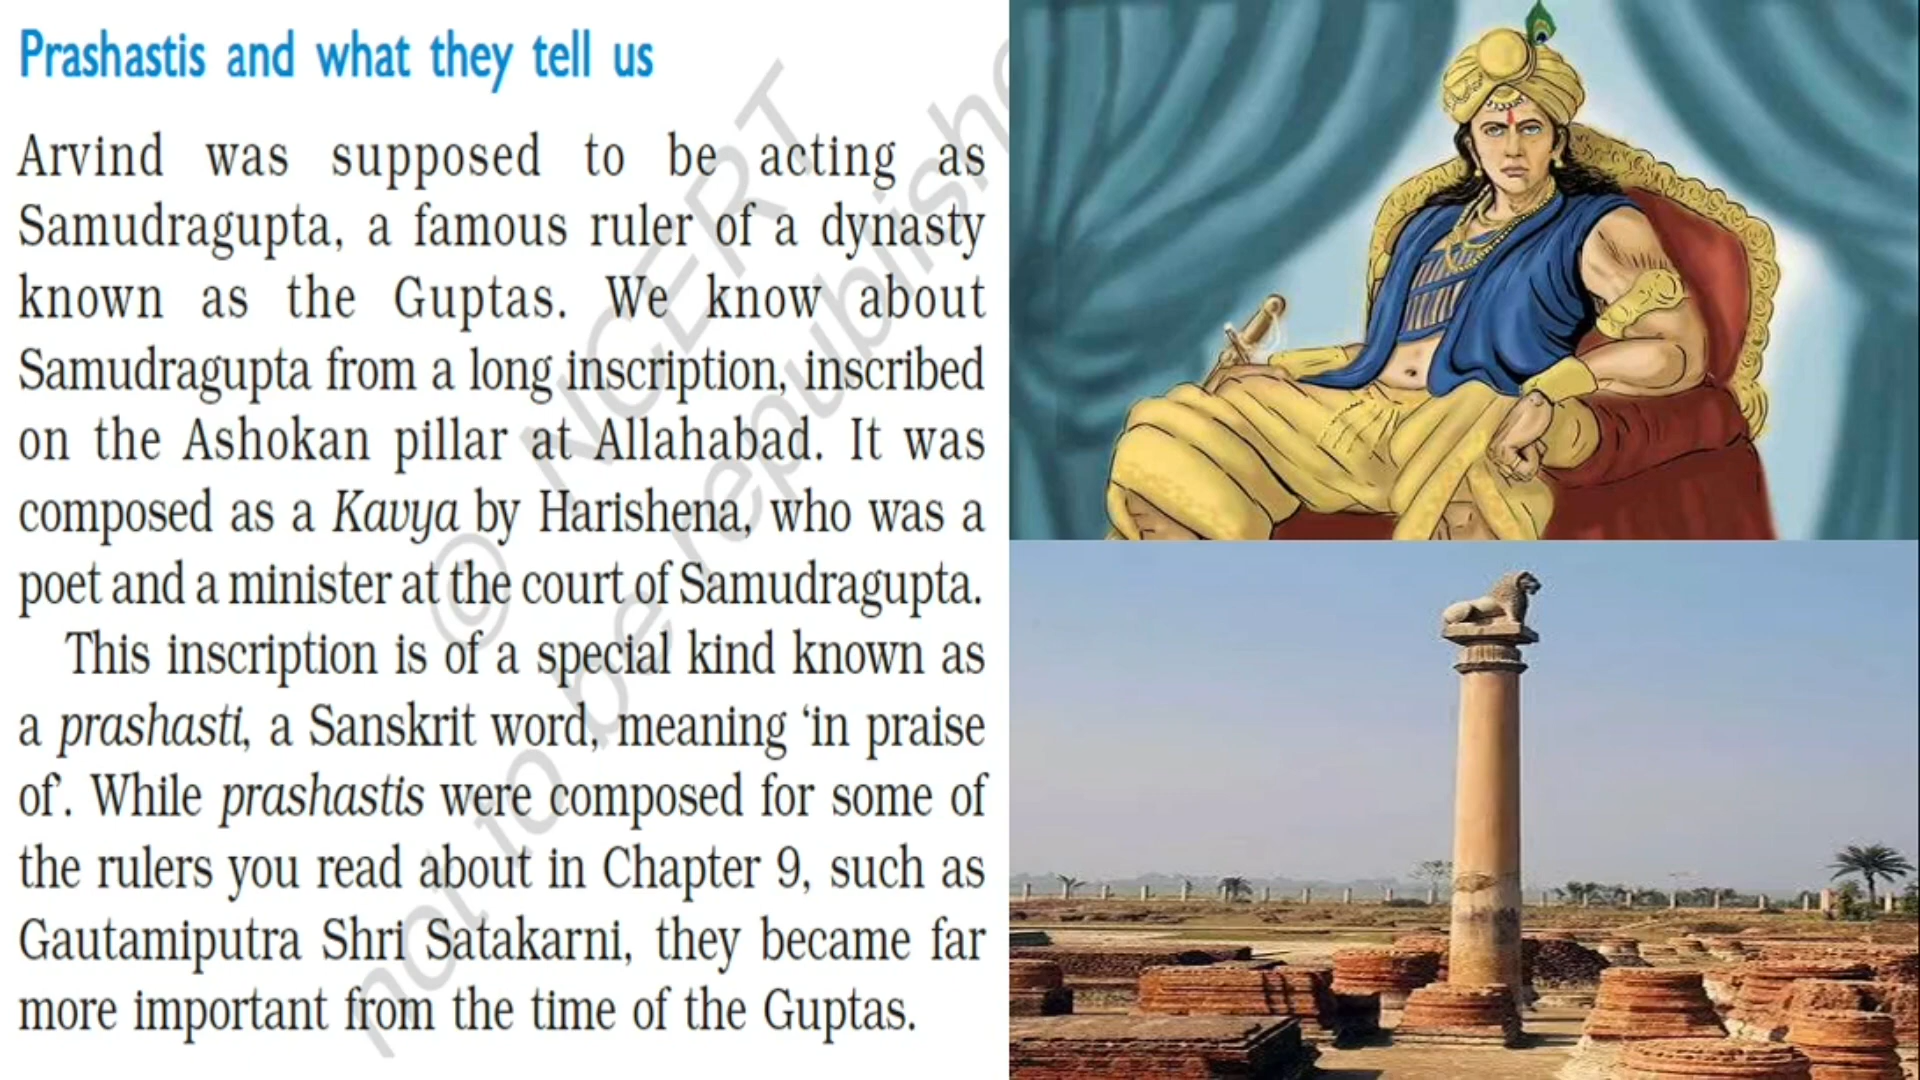 Prashastis and what they tell us
Arvind was supposed to be acting as
Samudragupta, a famous ruler of a dynasty
known as the Guptas. We know about
Samudragupta from a long inscription, inscribed
on the Ashokan pillar at Allahabad. It was
composed as a Kavya by Harishena, who was a
poet and a minister at the court of Samudragupta.
This inscription is of a special kind known as
a prashasti, a Sanskrit word, meaning ‘in praise
of’. While prashastis were composed for some of
the rulers you read about in Chapter 9, such as
Gautamiputra Shri Satakarni, they became far
more important from the time of the Guptas.
© NCERT
not to be republishe